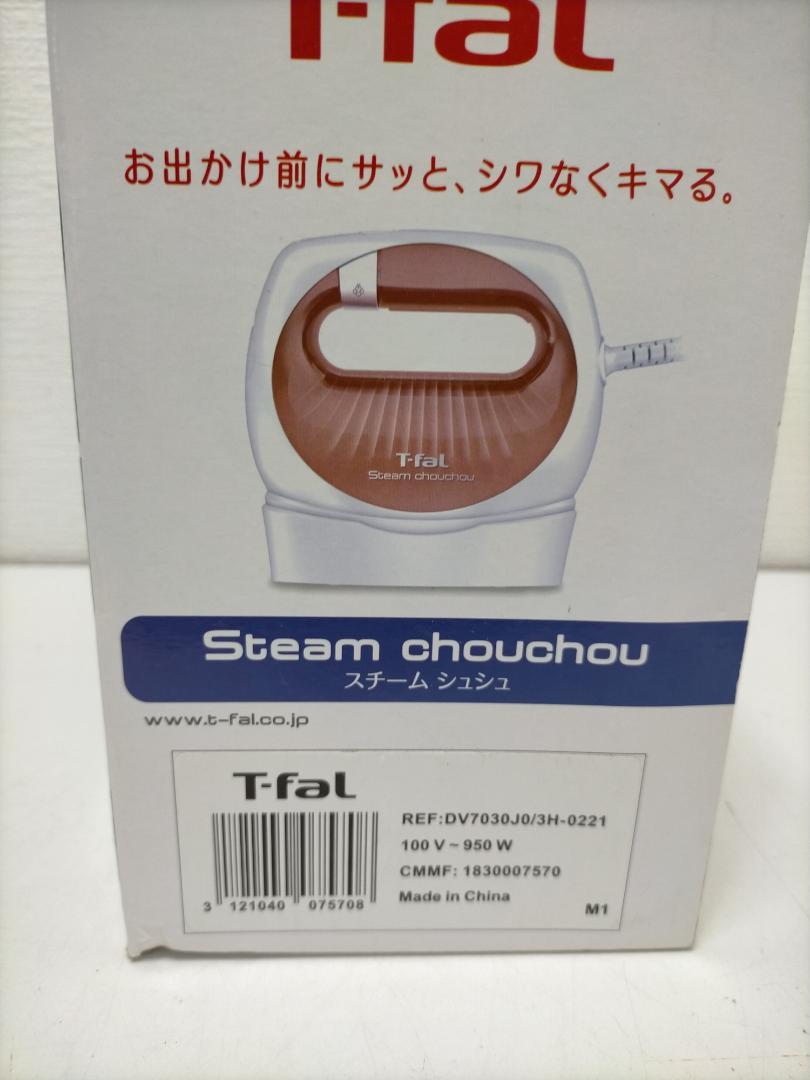 T-fal
お出かけ前にサッと、シワなくキマる。
T-fal
Steam chouchou
Steam chouchou
スチーム シュシュ
www.t-fal.co.jp
T-fal
REF:DV7030J0/3H-0221
100 V ~ 950 W
CMMF: 1830007570
Made in China
3 121040 075708
M1